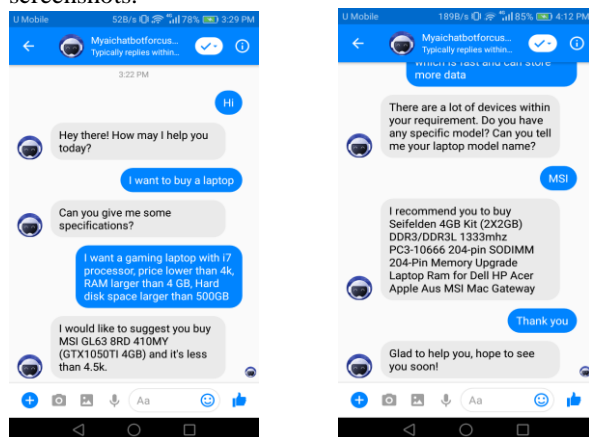 screenshots.
U Mobile 52B/s 78% 3:29 PM
Myaichatbotforcus...
Typically replies within...
3:22 PM
Hi
Hey there! How may I help you
today?
I want to buy a laptop
Can you give me some
specifications?
I want a gaming laptop with i7
processor, price lower than 4k,
RAM larger than 4 GB, Hard
disk space larger than 500GB
I would like to suggest you buy
MSI GL63 8RD 410MY
(GTX1050TI 4GB) and it's less
than 4.5k.
Aa
U Mobile 189B/s 85% 4:12 PM
Myaichatbotforcus...
Typically replies within...
which is fast and can store
more data
There are a lot of devices within
your requirement. Do you have
any specific model? Can you tell
me your laptop model name?
MSI
I recommend you to buy
Seifelden 4GB Kit (2X2GB)
DDR3/DDR3L 1333mhz
PC3-10666 204-pin SODIMM
204-Pin Memory Upgrade
Laptop Ram for Dell HP Acer
Apple Aus MSI Mac Gateway
Thank you
Glad to help you, hope to see
you soon!
Aa